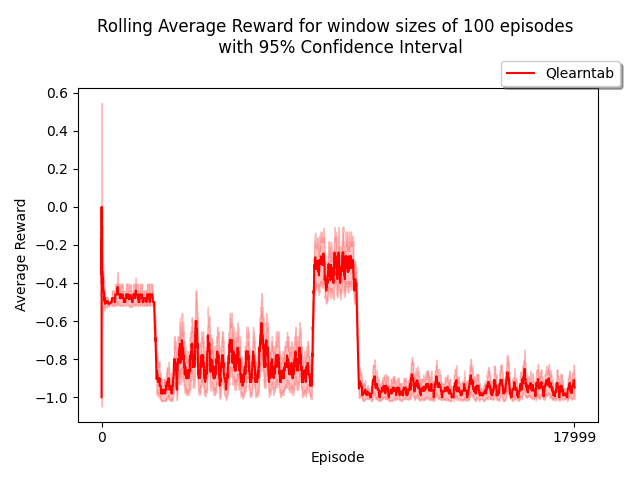 Rolling Average Reward for window sizes of 100 episodes
with 95% Confidence Interval
Qlearntab
0.6
0.4
0.2
0.0
−0.2
−0.4
−0.6
−0.8
−1.0
Average Reward
0
17999
Episode